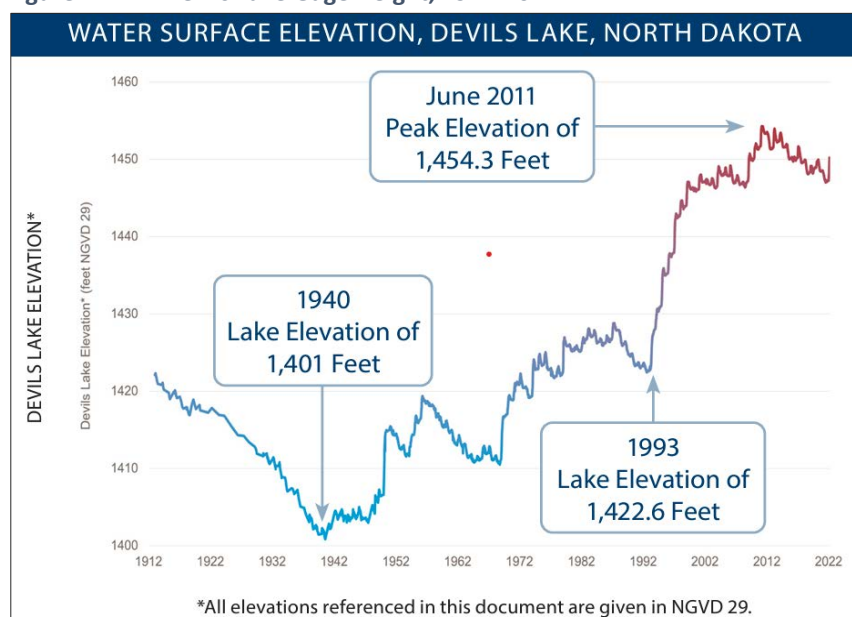 WATER SURFACE ELEVATION, DEVILS LAKE, NORTH DAKOTA
DEVILS LAKE ELEVATION*
Devils Lake Elevation* (feet NGVD 29)
1460
1450
1440
1430
1420
1410
1400
June 2011
Peak Elevation of
1,454.3 Feet
1940
Lake Elevation of
1,401 Feet
1993
Lake Elevation of
1,422.6 Feet
1912
1922
1932
1942
1952
1962
1972
1982
1992
2002
2012
2022
*All elevations referenced in this document are given in NGVD 29.